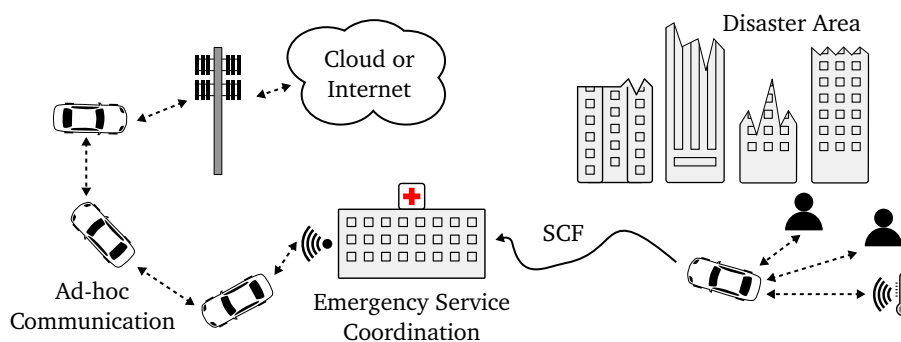 Disaster Area
Cloud or
Internet
SCF
Ad-hoc
Communication
Emergency Service
Coordination